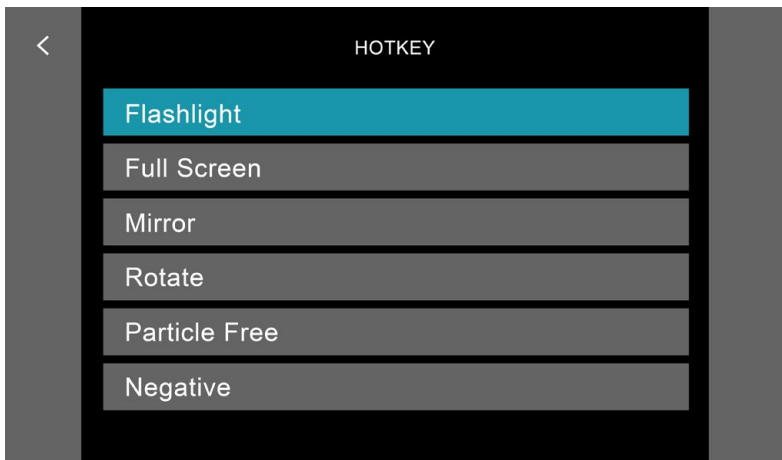 HOTKEY
Flashlight
Full Screen
Mirror
Rotate
Particle Free
Negative